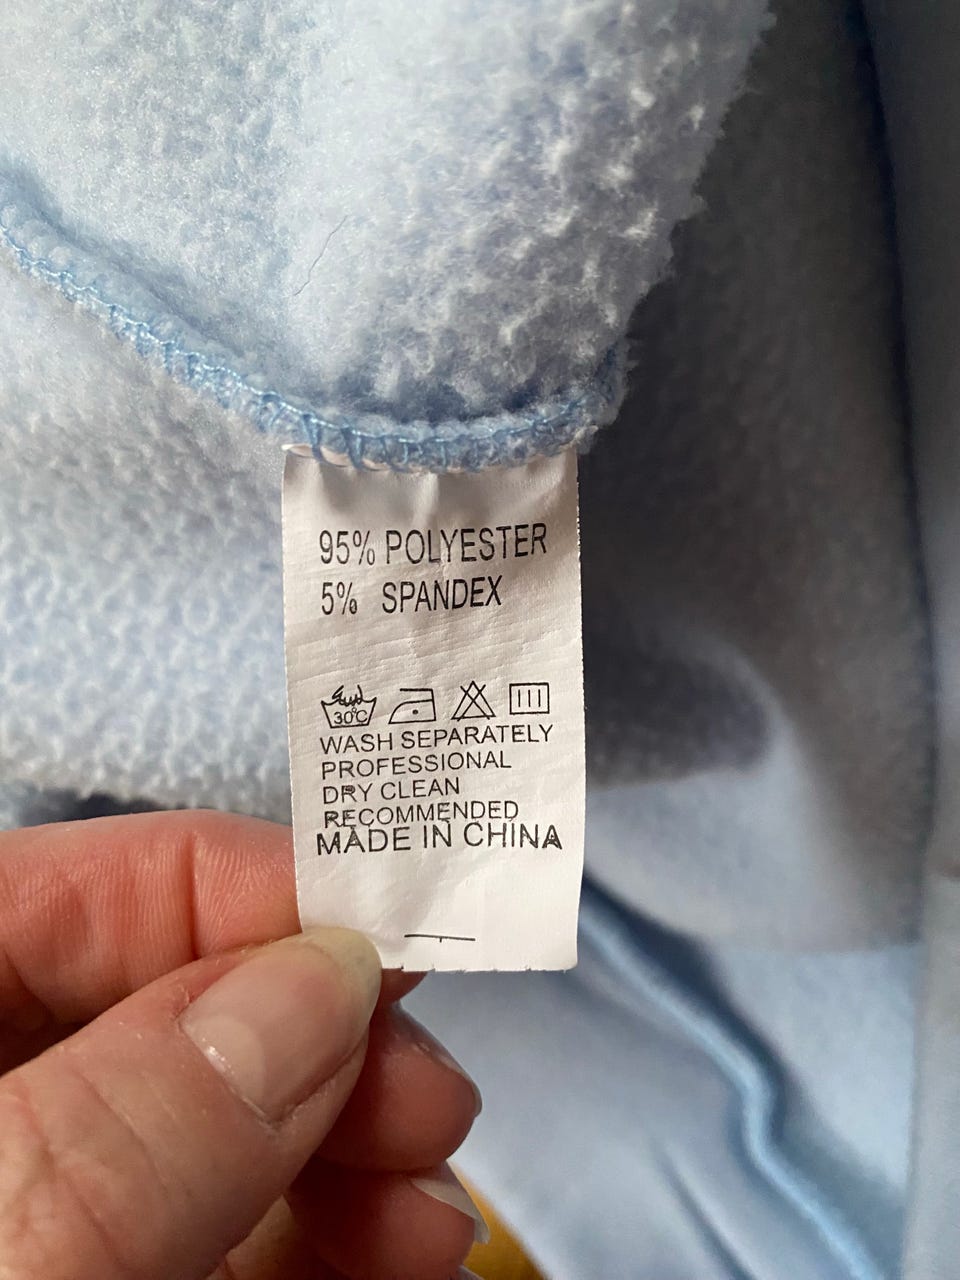 95% POLYESTER
5% SPANDEX
30°C
WASH SEPARATELY
PROFESSIONAL
DRY CLEAN
RECOMMENDED
MADE IN CHINA